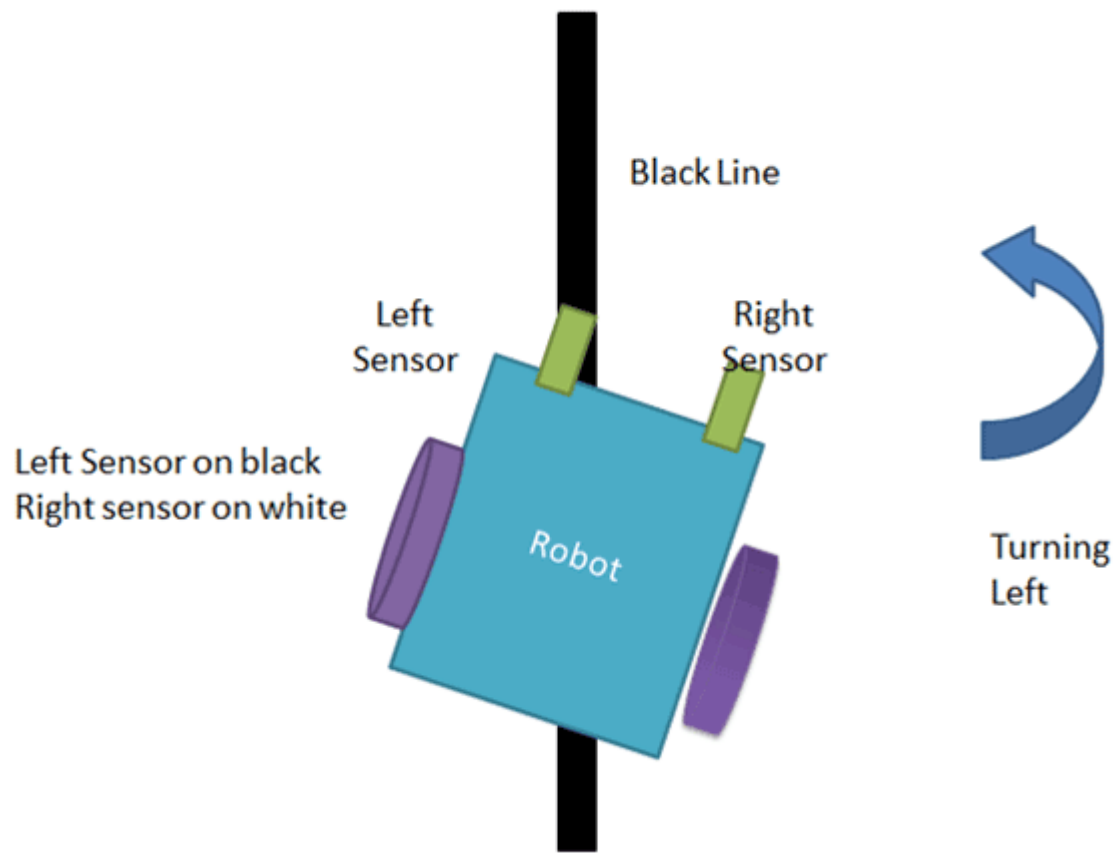 Black Line
Left
Sensor
Right
Sensor
Left Sensor on black
Right sensor on white
Robot
Turning
Left